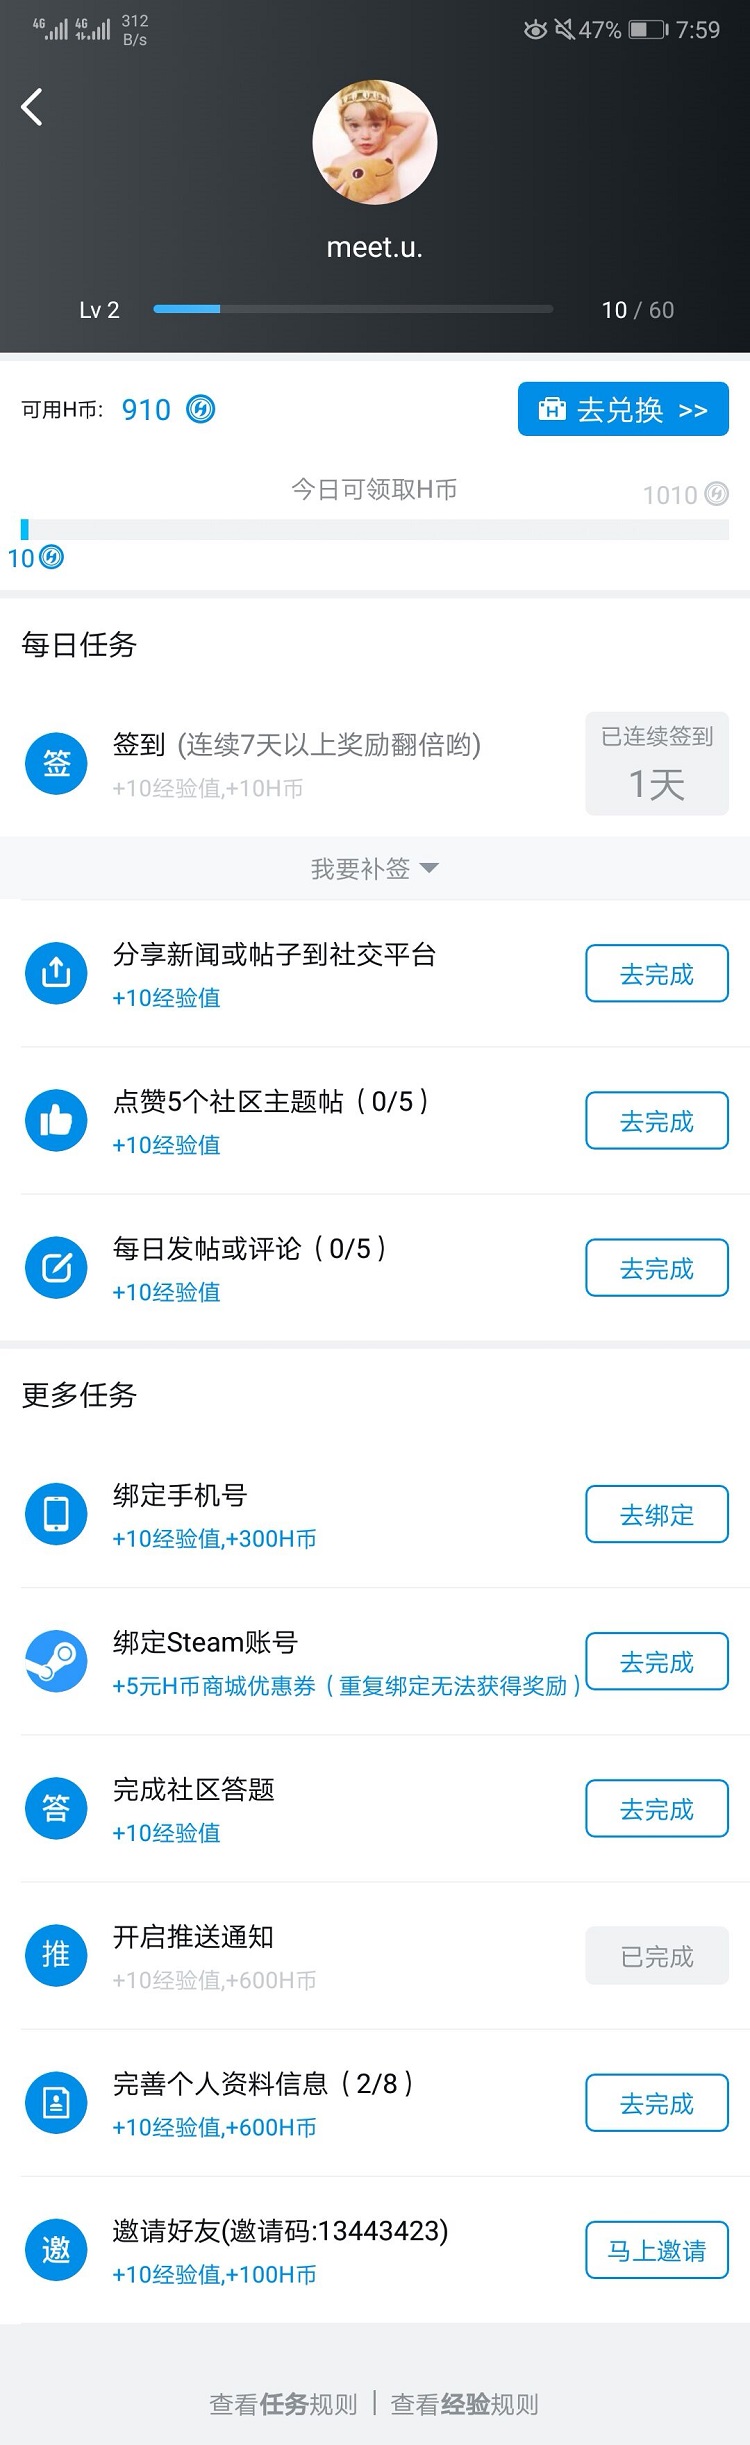 4G 4G 312 B/s 47% 7:59
meet.u.
Lv 2 10 / 60
可用H币: 910 去兑换 >>
今日可领取H币 1010
10
每日任务
签 签到 (连续7天以上奖励翻倍哟) 已连续签到
+10经验值,+10H币 1天
我要补签
分享新闻或帖子到社交平台 去完成
+10经验值
点赞5个社区主题帖（0/5） 去完成
+10经验值
每日发帖或评论（0/5） 去完成
+10经验值
更多任务
绑定手机号 去绑定
+10经验值,+300H币
绑定Steam账号 去完成
+5元H币商城优惠券（重复绑定无法获得奖励）
答 完成社区答题 去完成
+10经验值
推 开启推送通知 已完成
+10经验值,+600H币
完善个人资料信息（2/8） 去完成
+10经验值,+600H币
邀 邀请好友(邀请码:13443423) 马上邀请
+10经验值,+100H币
查看任务规则 | 查看经验规则